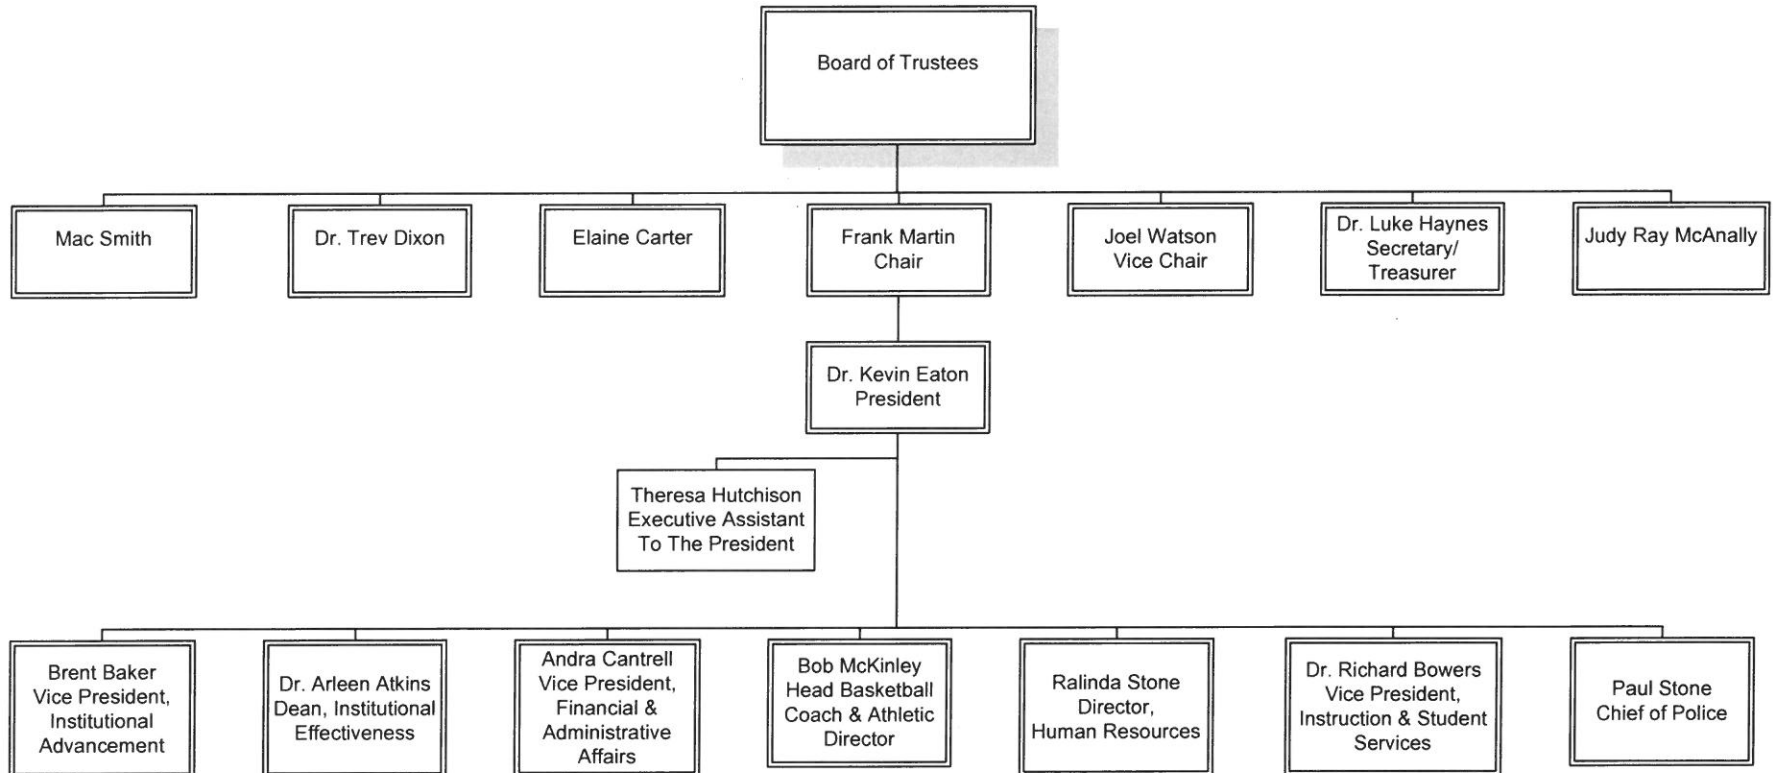 Board of Trustees
Mac Smith
Dr. Trev Dixon
Elaine Carter
Frank Martin
Chair
Joel Watson
Vice Chair
Dr. Luke Haynes
Secretary/
Treasurer
Judy Ray McAnally
Dr. Kevin Eaton
President
Theresa Hutchison
Executive Assistant
To The President
Brent Baker
Vice President,
Institutional
Advancement
Dr. Arleen Atkins
Dean, Institutional
Effectiveness
Andra Cantrell
Vice President,
Financial &
Administrative
Affairs
Bob McKinley
Head Basketball
Coach & Athletic
Director
Ralinda Stone
Director,
Human Resources
Dr. Richard Bowers
Vice President,
Instruction & Student
Services
Paul Stone
Chief of Police